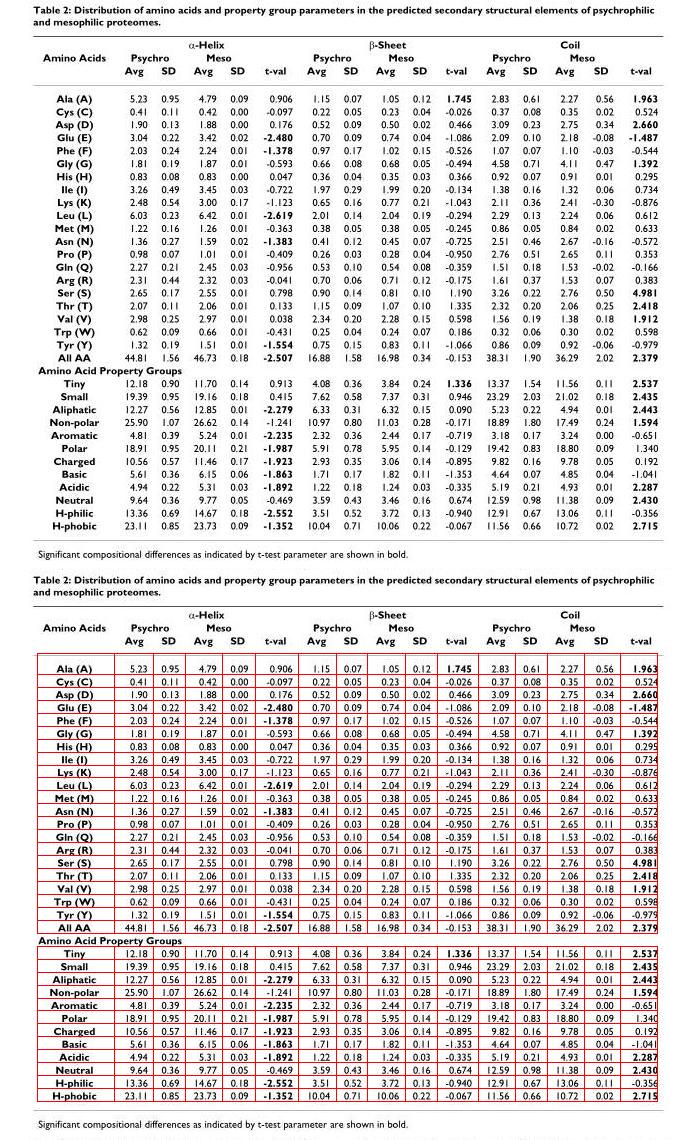 Table 2: Distribution of amino acids and property group parameters in the predicted secondary structural elements of psychrophilic
and mesophilic proteomes.
α-Helix β-Sheet Coil
Amino Acids Psychro Meso Psychro Meso Psychro Meso
Avg SD Avg SD t-val Avg SD Avg SD t-val Avg SD Avg SD t-val
Ala (A) 5.23 0.95 4.79 0.09 0.906 1.15 0.07 1.05 0.12 1.745 2.83 0.61 2.27 0.56 1.963
Cys (C) 0.41 0.11 0.42 0.00 -0.097 0.22 0.05 0.23 0.04 -0.026 0.37 0.08 0.35 0.02 0.524
Asp (D) 1.90 0.13 1.88 0.00 0.176 0.52 0.09 0.50 0.02 0.466 3.09 0.23 2.75 0.34 2.660
Glu (E) 3.04 0.22 3.42 0.02 -2.480 0.70 0.09 0.74 0.04 -1.086 2.09 0.10 2.18 -0.08 -1.487
Phe (F) 2.03 0.24 2.24 0.01 -1.378 0.97 0.17 1.02 0.15 -0.526 1.07 0.07 1.10 -0.03 -0.544
Gly (G) 1.81 0.19 1.87 0.01 -0.593 0.66 0.08 0.68 0.05 -0.494 4.58 0.71 4.11 0.47 1.392
His (H) 0.83 0.08 0.83 0.00 0.047 0.36 0.04 0.35 0.03 0.366 0.92 0.07 0.91 0.01 0.295
Ile (I) 3.26 0.49 3.45 0.03 -0.722 1.97 0.29 1.99 0.20 -0.134 1.38 0.16 1.32 0.06 0.734
Lys (K) 2.48 0.54 3.00 0.17 -1.123 0.65 0.16 0.77 0.21 -1.043 2.11 0.36 2.41 -0.30 -0.876
Leu (L) 6.03 0.23 6.42 0.01 -2.619 2.01 0.14 2.04 0.19 -0.294 2.29 0.13 2.24 0.06 0.612
Met (M) 1.22 0.16 1.26 0.01 -0.363 0.38 0.05 0.38 0.05 -0.245 0.86 0.05 0.84 0.02 0.633
Asn (N) 1.36 0.27 1.59 0.02 -1.383 0.41 0.12 0.45 0.07 -0.725 2.51 0.46 2.67 -0.16 -0.572
Pro (P) 0.98 0.07 1.01 0.01 -0.409 0.26 0.03 0.28 0.04 -0.950 2.76 0.51 2.65 0.11 0.353
Gln (Q) 2.27 0.21 2.45 0.03 -0.956 0.53 0.10 0.54 0.08 -0.359 1.51 0.18 1.53 -0.02 -0.166
Arg (R) 2.31 0.44 2.32 0.03 -0.041 0.70 0.06 0.71 0.12 -0.175 1.61 0.37 1.53 0.07 0.383
Ser (S) 2.65 0.17 2.55 0.01 0.798 0.90 0.14 0.81 0.10 1.190 3.26 0.22 2.76 0.50 4.981
Thr (T) 2.07 0.11 2.06 0.01 0.133 1.15 0.09 1.07 0.10 1.335 2.32 0.20 2.06 0.25 2.418
Val (V) 2.98 0.25 2.97 0.01 0.038 2.34 0.20 2.28 0.15 0.598 1.56 0.19 1.38 0.18 1.912
Trp (W) 0.62 0.09 0.66 0.01 -0.431 0.25 0.04 0.24 0.07 0.186 0.32 0.06 0.30 0.02 0.598
Tyr (Y) 1.32 0.19 1.51 0.01 -1.554 0.75 0.15 0.83 0.11 -1.066 0.86 0.09 0.92 -0.06 -0.979
All AA 44.81 1.56 46.73 0.18 -2.507 16.88 1.58 16.98 0.34 -0.153 38.31 1.90 36.29 2.02 2.379
Amino Acid Property Groups
Tiny 12.18 0.90 11.70 0.14 0.913 4.08 0.36 3.84 0.24 1.336 13.37 1.54 11.56 0.11 2.537
Small 19.39 0.95 19.16 0.18 0.415 7.62 0.58 7.37 0.31 0.946 23.29 2.03 21.02 0.18 2.435
Aliphatic 12.27 0.56 12.85 0.01 -2.279 6.33 0.31 6.32 0.15 0.090 5.23 0.22 4.94 0.01 2.443
Non-polar 25.90 1.07 26.62 0.14 -1.241 10.97 0.80 11.03 0.28 -0.171 18.89 1.80 17.49 0.24 1.594
Aromatic 4.81 0.39 5.24 0.01 -2.235 2.32 0.36 2.44 0.17 -0.719 3.18 0.17 3.24 0.00 -0.651
Polar 18.91 0.95 20.11 0.21 -1.987 5.91 0.78 5.95 0.14 -0.129 19.42 0.83 18.80 0.09 1.340
Charged 10.56 0.57 11.46 0.17 -1.923 2.93 0.35 3.06 0.14 -0.895 9.82 0.16 9.78 0.05 0.192
Basic 5.61 0.36 6.15 0.06 -1.863 1.71 0.17 1.82 0.11 -1.353 4.64 0.07 4.85 0.04 -1.041
Acidic 4.94 0.22 5.31 0.03 -1.892 1.22 0.18 1.24 0.03 -0.335 5.19 0.21 4.93 0.01 2.287
Neutral 9.64 0.36 9.77 0.05 -0.469 3.59 0.43 3.46 0.16 0.674 12.59 0.98 11.38 0.09 2.430
H-philic 13.36 0.69 14.67 0.18 -2.552 3.51 0.52 3.72 0.13 -0.940 12.91 0.67 13.06 0.11 -0.356
H-phobic 23.11 0.85 23.73 0.09 -1.352 10.04 0.71 10.06 0.22 -0.067 11.56 0.66 10.72 0.02 2.715
Significant compositional differences as indicated by t-test parameter are shown in bold.
Table 2: Distribution of amino acids and property group parameters in the predicted secondary structural elements of psychrophilic
and mesophilic proteomes.
α-Helix β-Sheet Coil
Amino Acids Psychro Meso Psychro Meso Psychro Meso
Avg SD Avg SD t-val Avg SD Avg SD t-val Avg SD Avg SD t-val
Ala (A) 5.23 0.95 4.79 0.09 0.906 1.15 0.07 1.05 0.12 1.745 2.83 0.61 2.27 0.56 1.963
Cys (C) 0.41 0.11 0.42 0.00 -0.097 0.22 0.05 0.23 0.04 -0.026 0.37 0.08 0.35 0.02 0.524
Asp (D) 1.90 0.13 1.88 0.00 0.176 0.52 0.09 0.50 0.02 0.466 3.09 0.23 2.75 0.34 2.660
Glu (E) 3.04 0.22 3.42 0.02 -2.480 0.70 0.09 0.74 0.04 -1.086 2.09 0.10 2.18 -0.08 -1.487
Phe (F) 2.03 0.24 2.24 0.01 -1.378 0.97 0.17 1.02 0.15 -0.526 1.07 0.07 1.10 -0.03 -0.544
Gly (G) 1.81 0.19 1.87 0.01 -0.593 0.66 0.08 0.68 0.05 -0.494 4.58 0.71 4.11 0.47 1.392
His (H) 0.83 0.08 0.83 0.00 0.047 0.36 0.04 0.35 0.03 0.366 0.92 0.07 0.91 0.01 0.295
Ile (I) 3.26 0.49 3.45 0.03 -0.722 1.97 0.29 1.99 0.20 -0.134 1.38 0.16 1.32 0.06 0.734
Lys (K) 2.48 0.54 3.00 0.17 -1.123 0.65 0.16 0.77 0.21 -1.043 2.11 0.36 2.41 -0.30 -0.876
Leu (L) 6.03 0.23 6.42 0.01 -2.619 2.01 0.14 2.04 0.19 -0.294 2.29 0.13 2.24 0.06 0.612
Met (M) 1.22 0.16 1.26 0.01 -0.363 0.38 0.05 0.38 0.05 -0.245 0.86 0.05 0.84 0.02 0.633
Asn (N) 1.36 0.27 1.59 0.02 -1.383 0.41 0.12 0.45 0.07 -0.725 2.51 0.46 2.67 -0.16 -0.572
Pro (P) 0.98 0.07 1.01 0.01 -0.409 0.26 0.03 0.28 0.04 -0.950 2.76 0.51 2.65 0.11 0.353
Gln (Q) 2.27 0.21 2.45 0.03 -0.956 0.53 0.10 0.54 0.08 -0.359 1.51 0.18 1.53 -0.02 -0.166
Arg (R) 2.31 0.44 2.32 0.03 -0.041 0.70 0.06 0.71 0.12 -0.175 1.61 0.37 1.53 0.07 0.383
Ser (S) 2.65 0.17 2.55 0.01 0.798 0.90 0.14 0.81 0.10 1.190 3.26 0.22 2.76 0.50 4.981
Thr (T) 2.07 0.11 2.06 0.01 0.133 1.15 0.09 1.07 0.10 1.335 2.32 0.20 2.06 0.25 2.418
Val (V) 2.98 0.25 2.97 0.01 0.038 2.34 0.20 2.28 0.15 0.598 1.56 0.19 1.38 0.18 1.912
Trp (W) 0.62 0.09 0.66 0.01 -0.431 0.25 0.04 0.24 0.07 0.186 0.32 0.06 0.30 0.02 0.598
Tyr (Y) 1.32 0.19 1.51 0.01 -1.554 0.75 0.15 0.83 0.11 -1.066 0.86 0.09 0.92 -0.06 -0.979
All AA 44.81 1.56 46.73 0.18 -2.507 16.88 1.58 16.98 0.34 -0.153 38.31 1.90 36.29 2.02 2.379
Amino Acid Property Groups
Tiny 12.18 0.90 11.70 0.14 0.913 4.08 0.36 3.84 0.24 1.336 13.37 1.54 11.56 0.11 2.537
Small 19.39 0.95 19.16 0.18 0.415 7.62 0.58 7.37 0.31 0.946 23.29 2.03 21.02 0.18 2.435
Aliphatic 12.27 0.56 12.85 0.01 -2.279 6.33 0.31 6.32 0.15 0.090 5.23 0.22 4.94 0.01 2.443
Non-polar 25.90 1.07 26.62 0.14 -1.241 10.97 0.80 11.03 0.28 -0.171 18.89 1.80 17.49 0.24 1.594
Aromatic 4.81 0.39 5.24 0.01 -2.235 2.32 0.36 2.44 0.17 -0.719 3.18 0.17 3.24 0.00 -0.651
Polar 18.91 0.95 20.11 0.21 -1.987 5.91 0.78 5.95 0.14 -0.129 19.42 0.83 18.80 0.09 1.340
Charged 10.56 0.57 11.46 0.17 -1.923 2.93 0.35 3.06 0.14 -0.895 9.82 0.16 9.78 0.05 0.192
Basic 5.61 0.36 6.15 0.06 -1.863 1.71 0.17 1.82 0.11 -1.353 4.64 0.07 4.85 0.04 -1.041
Acidic 4.94 0.22 5.31 0.03 -1.892 1.22 0.18 1.24 0.03 -0.335 5.19 0.21 4.93 0.01 2.287
Neutral 9.64 0.36 9.77 0.05 -0.469 3.59 0.43 3.46 0.16 0.674 12.59 0.98 11.38 0.09 2.430
H-philic 13.36 0.69 14.67 0.18 -2.552 3.51 0.52 3.72 0.13 -0.940 12.91 0.67 13.06 0.11 -0.356
H-phobic 23.11 0.85 23.73 0.09 -1.352 10.04 0.71 10.06 0.22 -0.067 11.56 0.66 10.72 0.02 2.715
Significant compositional differences as indicated by t-test parameter are shown in bold.